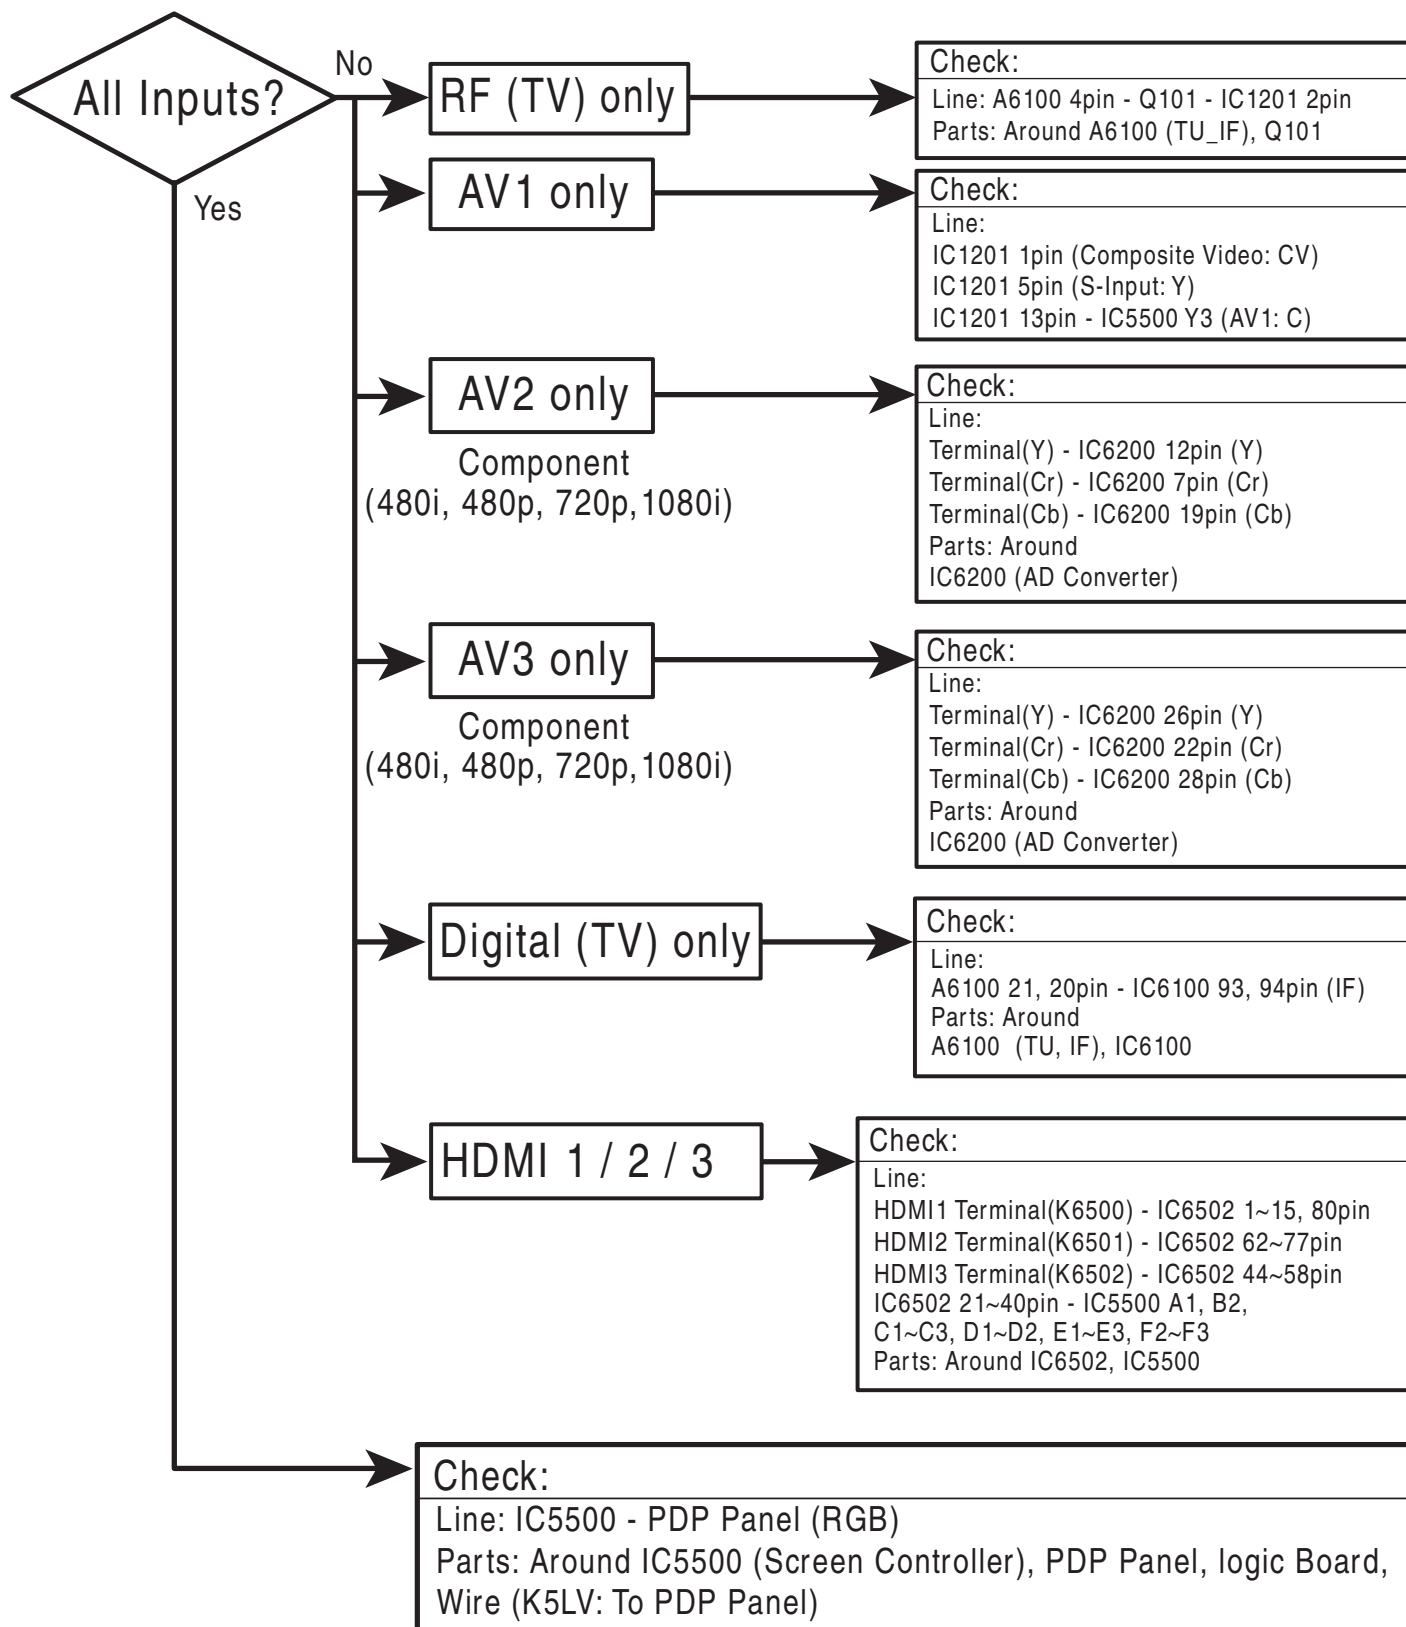 All Inputs?
No
Yes
RF (TV) only
Check:
Line: A6100 4pin - Q101 - IC1201 2pin
Parts: Around A6100 (TU_IF), Q101
AV1 only
Check:
Line:
IC1201 1pin (Composite Video: CV)
IC1201 5pin (S-Input: Y)
IC1201 13pin - IC5500 Y3 (AV1: C)
AV2 only
Component
(480i, 480p, 720p,1080i)
Check:
Line:
Terminal(Y) - IC6200 12pin (Y)
Terminal(Cr) - IC6200 7pin (Cr)
Terminal(Cb) - IC6200 19pin (Cb)
Parts: Around
IC6200 (AD Converter)
AV3 only
Component
(480i, 480p, 720p,1080i)
Check:
Line:
Terminal(Y) - IC6200 26pin (Y)
Terminal(Cr) - IC6200 22pin (Cr)
Terminal(Cb) - IC6200 28pin (Cb)
Parts: Around
IC6200 (AD Converter)
Digital (TV) only
Check:
Line:
A6100 21, 20pin - IC6100 93, 94pin (IF)
Parts: Around
A6100 (TU, IF), IC6100
HDMI 1 / 2 / 3
Check:
Line:
HDMI1 Terminal(K6500) - IC6502 1~15, 80pin
HDMI2 Terminal(K6501) - IC6502 62~77pin
HDMI3 Terminal(K6502) - IC6502 44~58pin
IC6502 21~40pin - IC5500 A1, B2,
C1~C3, D1~D2, E1~E3, F2~F3
Parts: Around IC6502, IC5500
Check:
Line: IC5500 - PDP Panel (RGB)
Parts: Around IC5500 (Screen Controller), PDP Panel, logic Board,
Wire (K5LV: To PDP Panel)